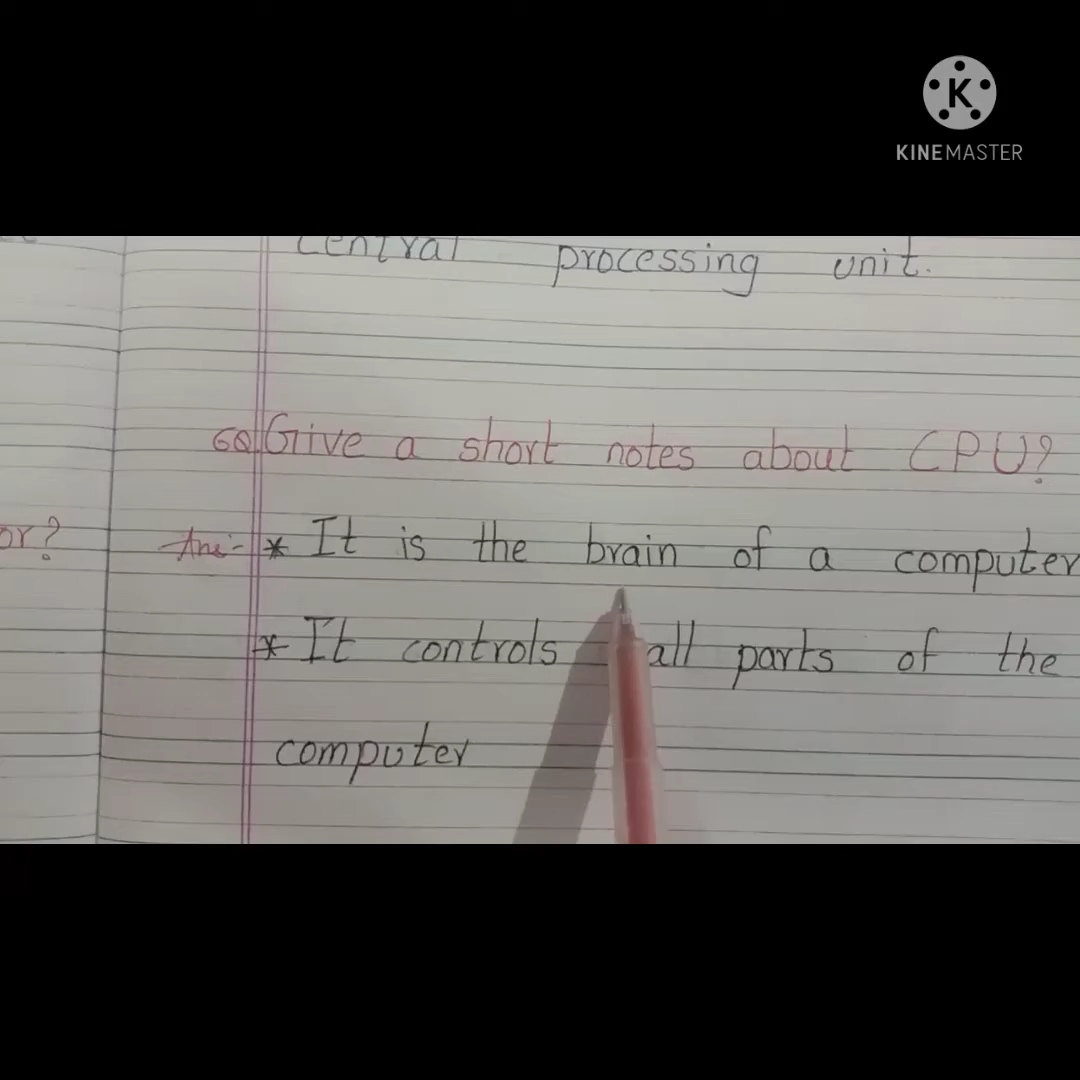 KINEMASTER
central processing unit.
6Q. Give a short notes about CPU?
or?
Ans:- * It is the brain of a computer
* It controls all parts of the
computer